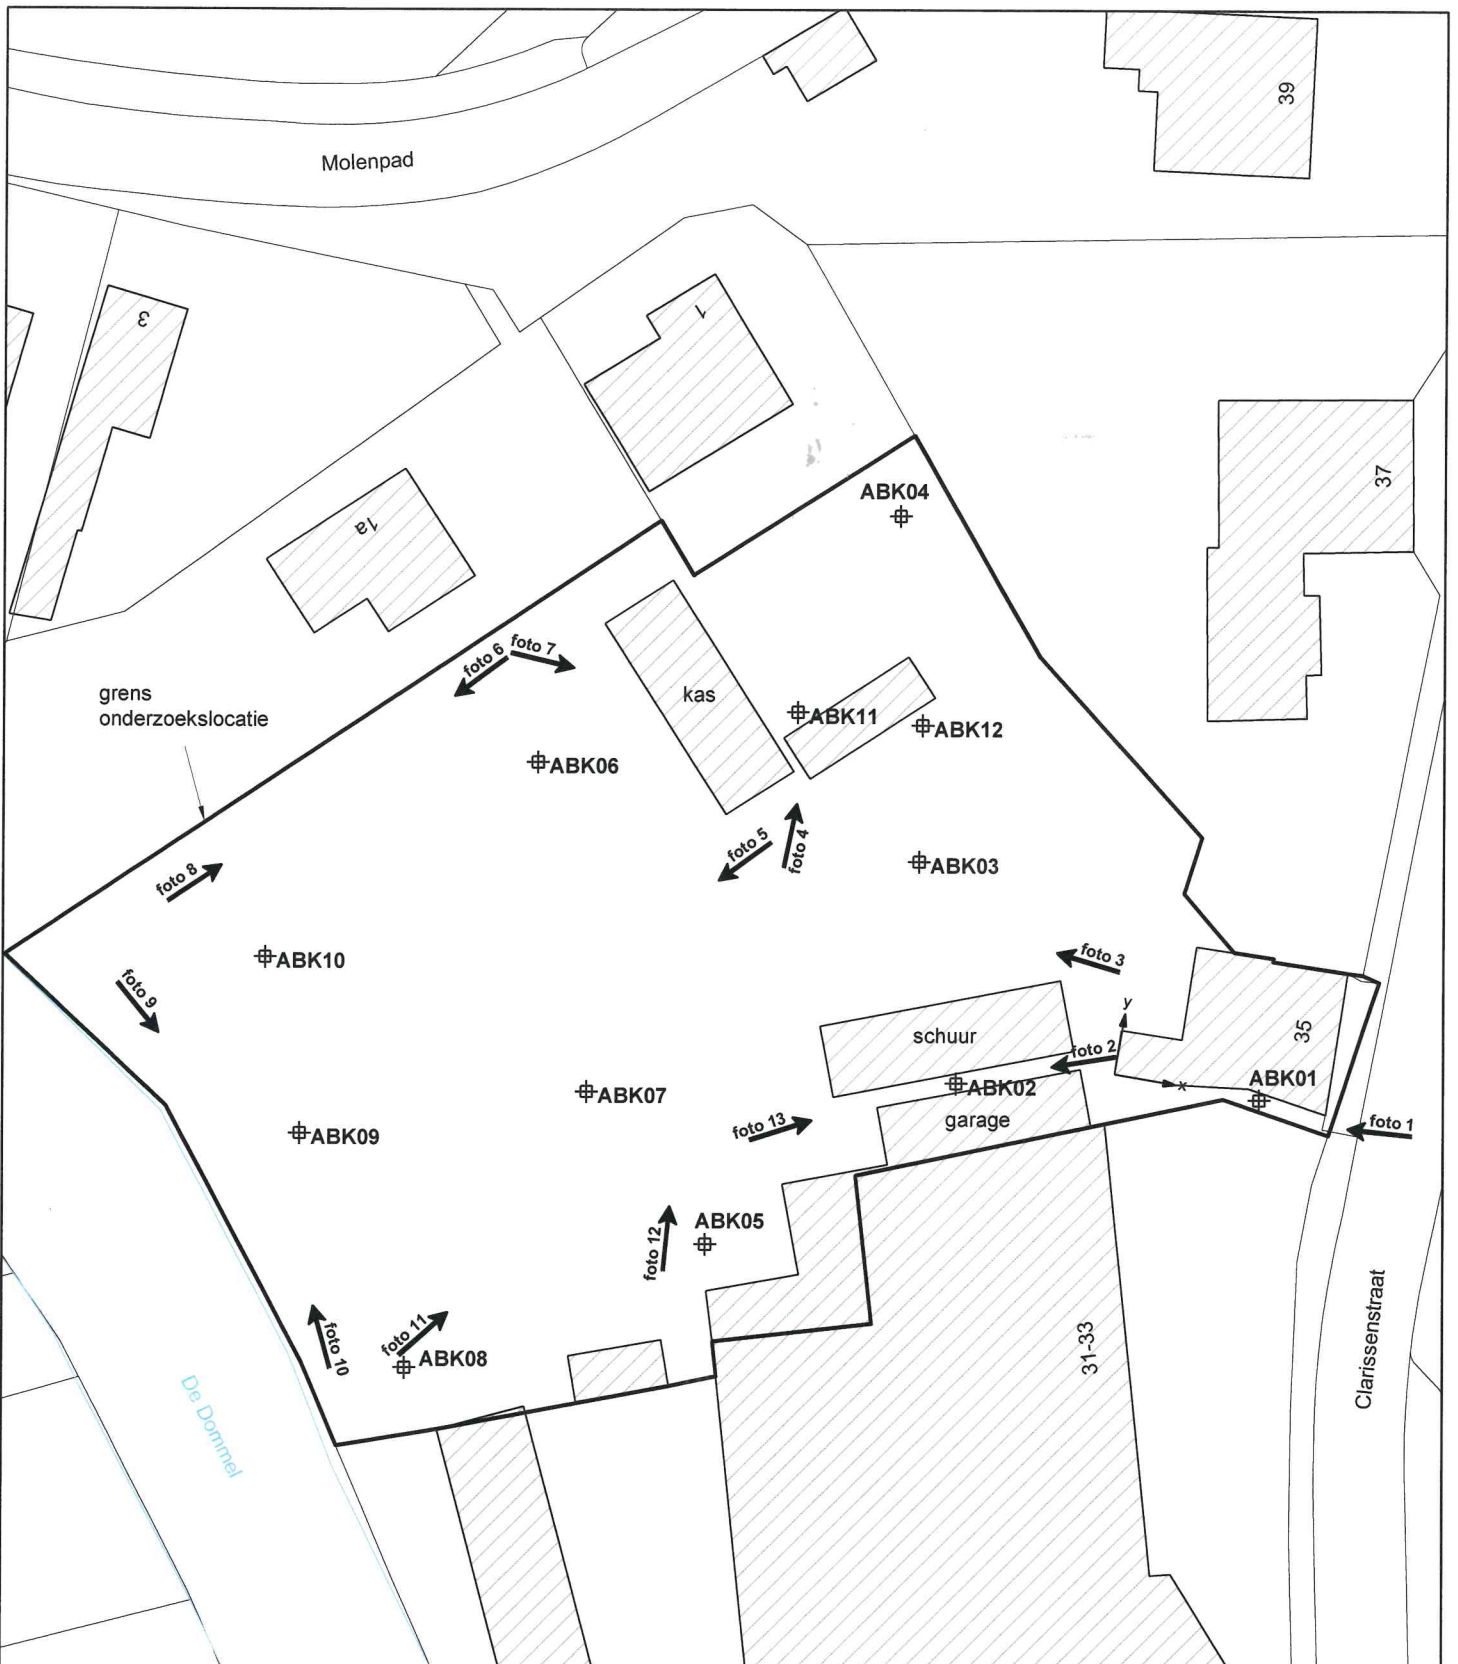 Molenpad
39
3
1
1a
37
ABK04
grens
onderzoekslocatie
foto 6
foto 7
kas
ABK11
ABK12
ABK06
foto 5
foto 4
foto 8
ABK03
ABK10
foto 3
foto 9
y
schuur
35
foto 2
x
ABK02
ABK01
ABK07
garage
foto 13
foto 1
ABK09
ABK05
foto 12
foto 10
foto 11
ABK08
31-33
Clarissenstraat
De Dommel